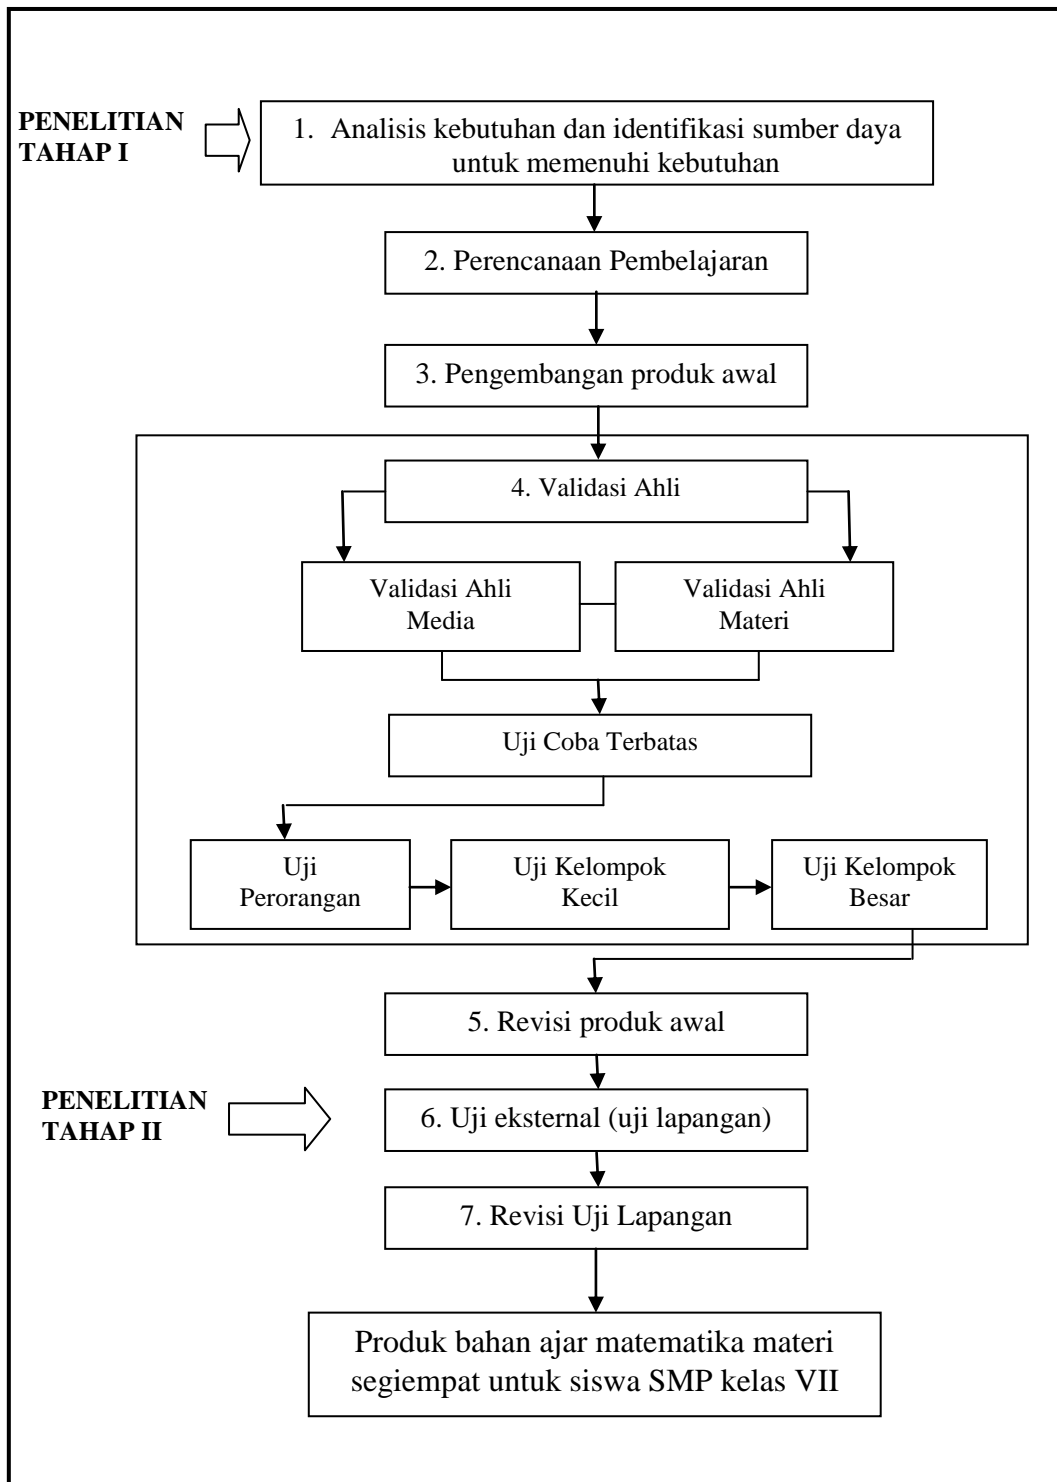 PENELITIAN
TAHAP I
1. Analisis kebutuhan dan identifikasi sumber daya
untuk memenuhi kebutuhan
2. Perencanaan Pembelajaran
3. Pengembangan produk awal
4. Validasi Ahli
Validasi Ahli
Media
Validasi Ahli
Materi
Uji Coba Terbatas
Uji
Perorangan
Uji Kelompok
Kecil
Uji Kelompok
Besar
5. Revisi produk awal
PENELITIAN
TAHAP II
6. Uji eksternal (uji lapangan)
7. Revisi Uji Lapangan
Produk bahan ajar matematika materi
segiempat untuk siswa SMP kelas VII